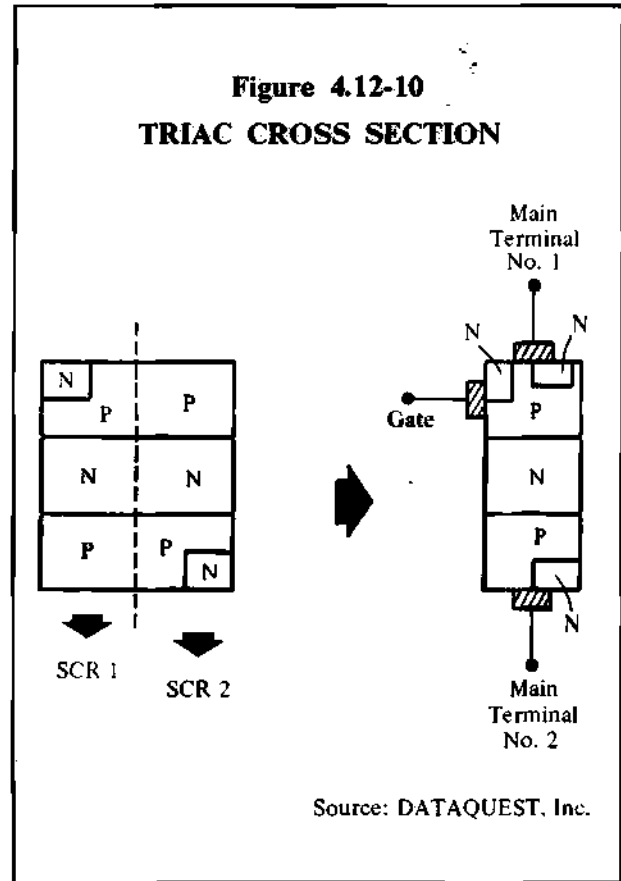 Figure 4.12-10
TRIAC CROSS SECTION
N
P
P
N
N
P
P
N
SCR 1
SCR 2
Main
Terminal
No. 1
N
N
Gate
P
N
P
N
Main
Terminal
No. 2
Source: DATAQUEST, Inc.